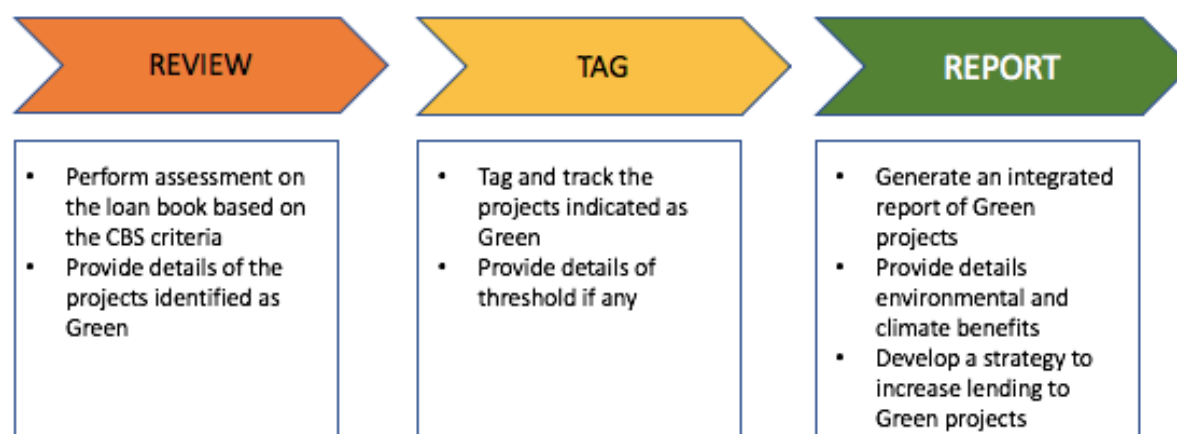 REVIEW
• Perform assessment on
the loan book based on
the CBS criteria
• Provide details of the
projects identified as
Green
TAG
• Tag and track the
projects indicated as
Green
• Provide details of
threshold if any
REPORT
• Generate an integrated
report of Green
projects
• Provide details
environmental and
climate benefits
• Develop a strategy to
increase lending to
Green projects